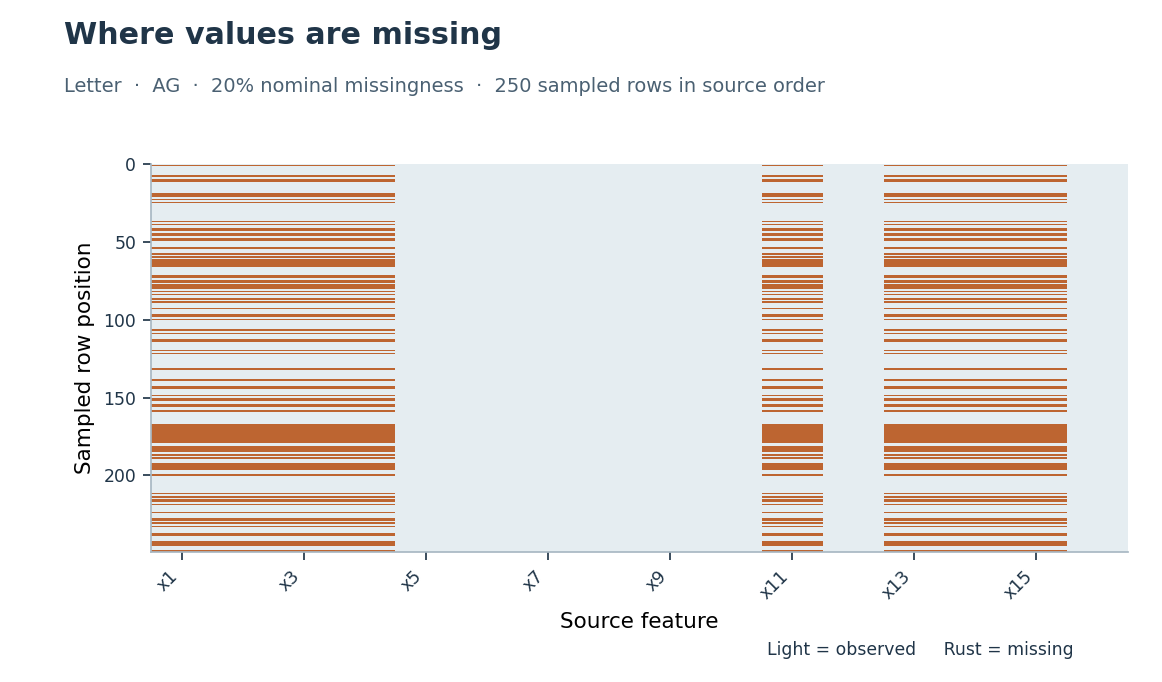 Where values are missing
Letter · AG · 20% nominal missingness · 250 sampled rows in source order
0
50
100
150
200
Sampled row position
x1 x3 x5 x7 x9 x11 x13 x15
Source feature
Light = observed Rust = missing